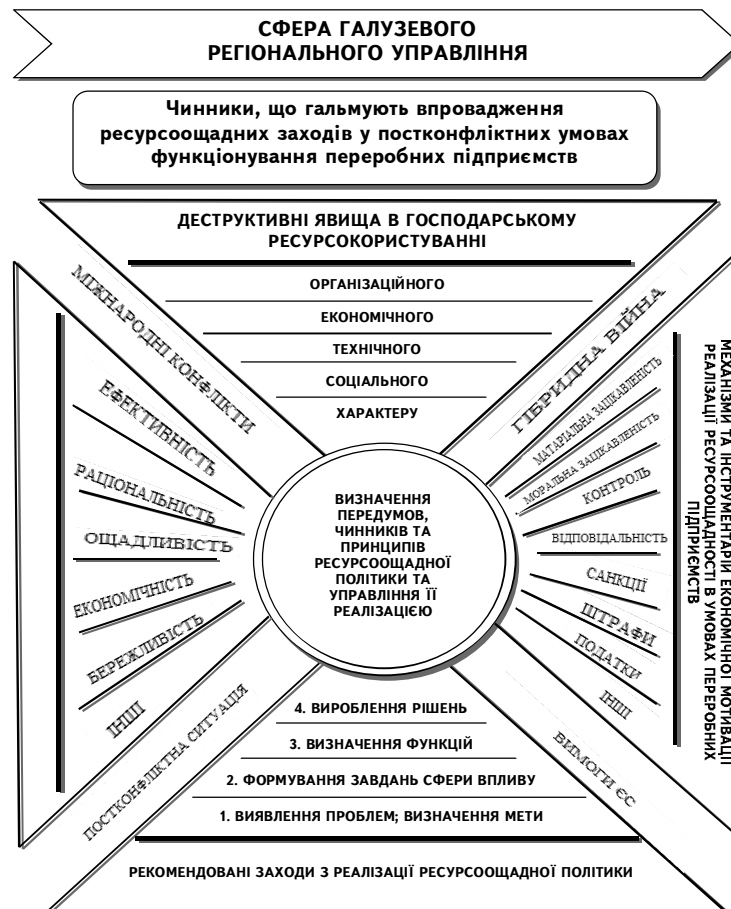 СФЕРА ГАЛУЗЕВОГО
РЕГІОНАЛЬНОГО УПРАВЛІННЯ
Чинники, що гальмують впровадження
ресурсоощадних заходів у постконфліктних умовах
функціонування переробних підприємств
ДЕСТРУКТИВНІ ЯВИЩА В ГОСПОДАРСЬКОМУ
РЕСУРСОКОРИСТУВАННІ
ОРГАНІЗАЦІЙНОГО
ЕКОНОМІЧНОГО
ТЕХНІЧНОГО
СОЦІАЛЬНОГО
ХАРАКТЕРУ
МІЖНАРОДНІ КОНФЛІКТИ
ГІБРИДНА ВІЙНА
ЕФЕКТИВНІСТЬ
РАЦІОНАЛЬНІСТЬ
ОЩАДЛИВІСТЬ
ЕКОНОМІЧНІСТЬ
БЕРЕЖЛИВІСТЬ
ІНШІ
ВИЗНАЧЕННЯ
ПЕРЕДУМОВ,
ЧИННИКІВ ТА
ПРИНЦИПІВ
РЕСУРСООЩАДНОЇ
ПОЛІТИКИ ТА
УПРАВЛІННЯ ЇЇ
РЕАЛІЗАЦІЄЮ
МАТАРІАЛЬНА ЗАЦІКАВЛЕНІСТЬ
МОРАЛЬНА ЗАЦІКАВЛЕНІСТЬ
КОНТРОЛЬ
ВІДПОВІДАЛЬНІСТЬ
САНКЦІЇ
ШТРАФИ
ПОДАТКИ
ІНШІ
МЕХАНІЗМИ ТА ІНСТРУМЕНТАРІЙ ЕКОНОМІЧНОЇ МОТИВАЦІЇ
РЕАЛІЗАЦІЇ РЕСУРСООЩАДНОСТІ В УМОВАХ ПЕРЕРОБНИХ
ПІДПРИЄМСТВ
ПОСТКОНФЛІКТНА СИТУАЦІЯ
ВИМОГИ ЄС
4. ВИРОБЛЕННЯ РІШЕНЬ
3. ВИЗНАЧЕННЯ ФУНКЦІЙ
2. ФОРМУВАННЯ ЗАВДАНЬ СФЕРИ ВПЛИВУ
1. ВИЯВЛЕННЯ ПРОБЛЕМ; ВИЗНАЧЕННЯ МЕТИ
РЕКОМЕНДОВАНІ ЗАХОДИ З РЕАЛІЗАЦІЇ РЕСУРСООЩАДНОЇ ПОЛІТИКИ